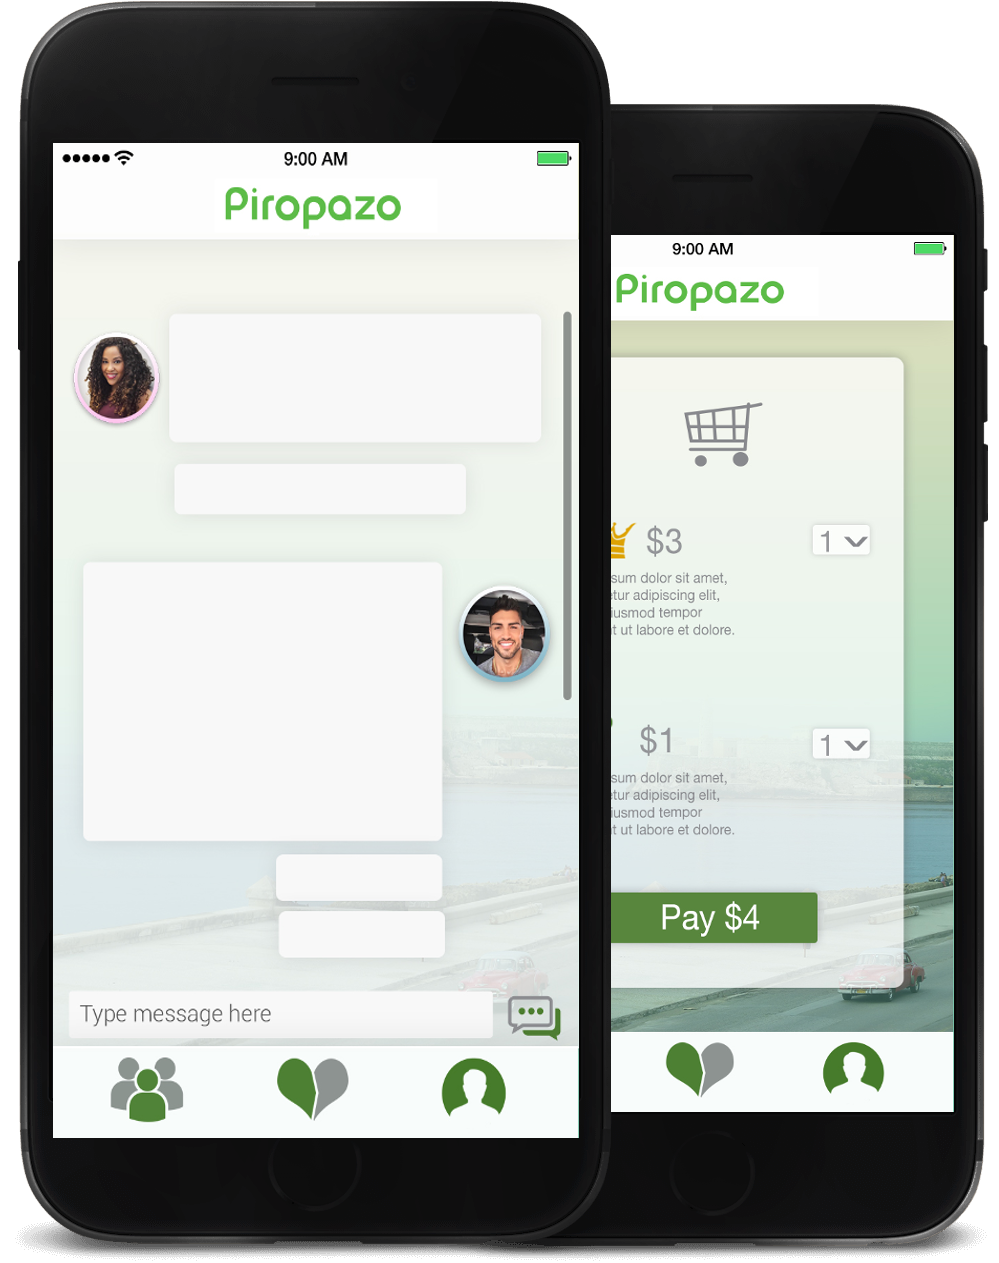 9:00 AM
Piropazo
Type message here
9:00 AM
Piropazo
$3
1
sum dolor sit amet,
tur adipiscing elit,
iusmod tempor
t ut labore et dolore.
$1
1
sum dolor sit amet,
tur adipiscing elit,
iusmod tempor
t ut labore et dolore.
Pay $4